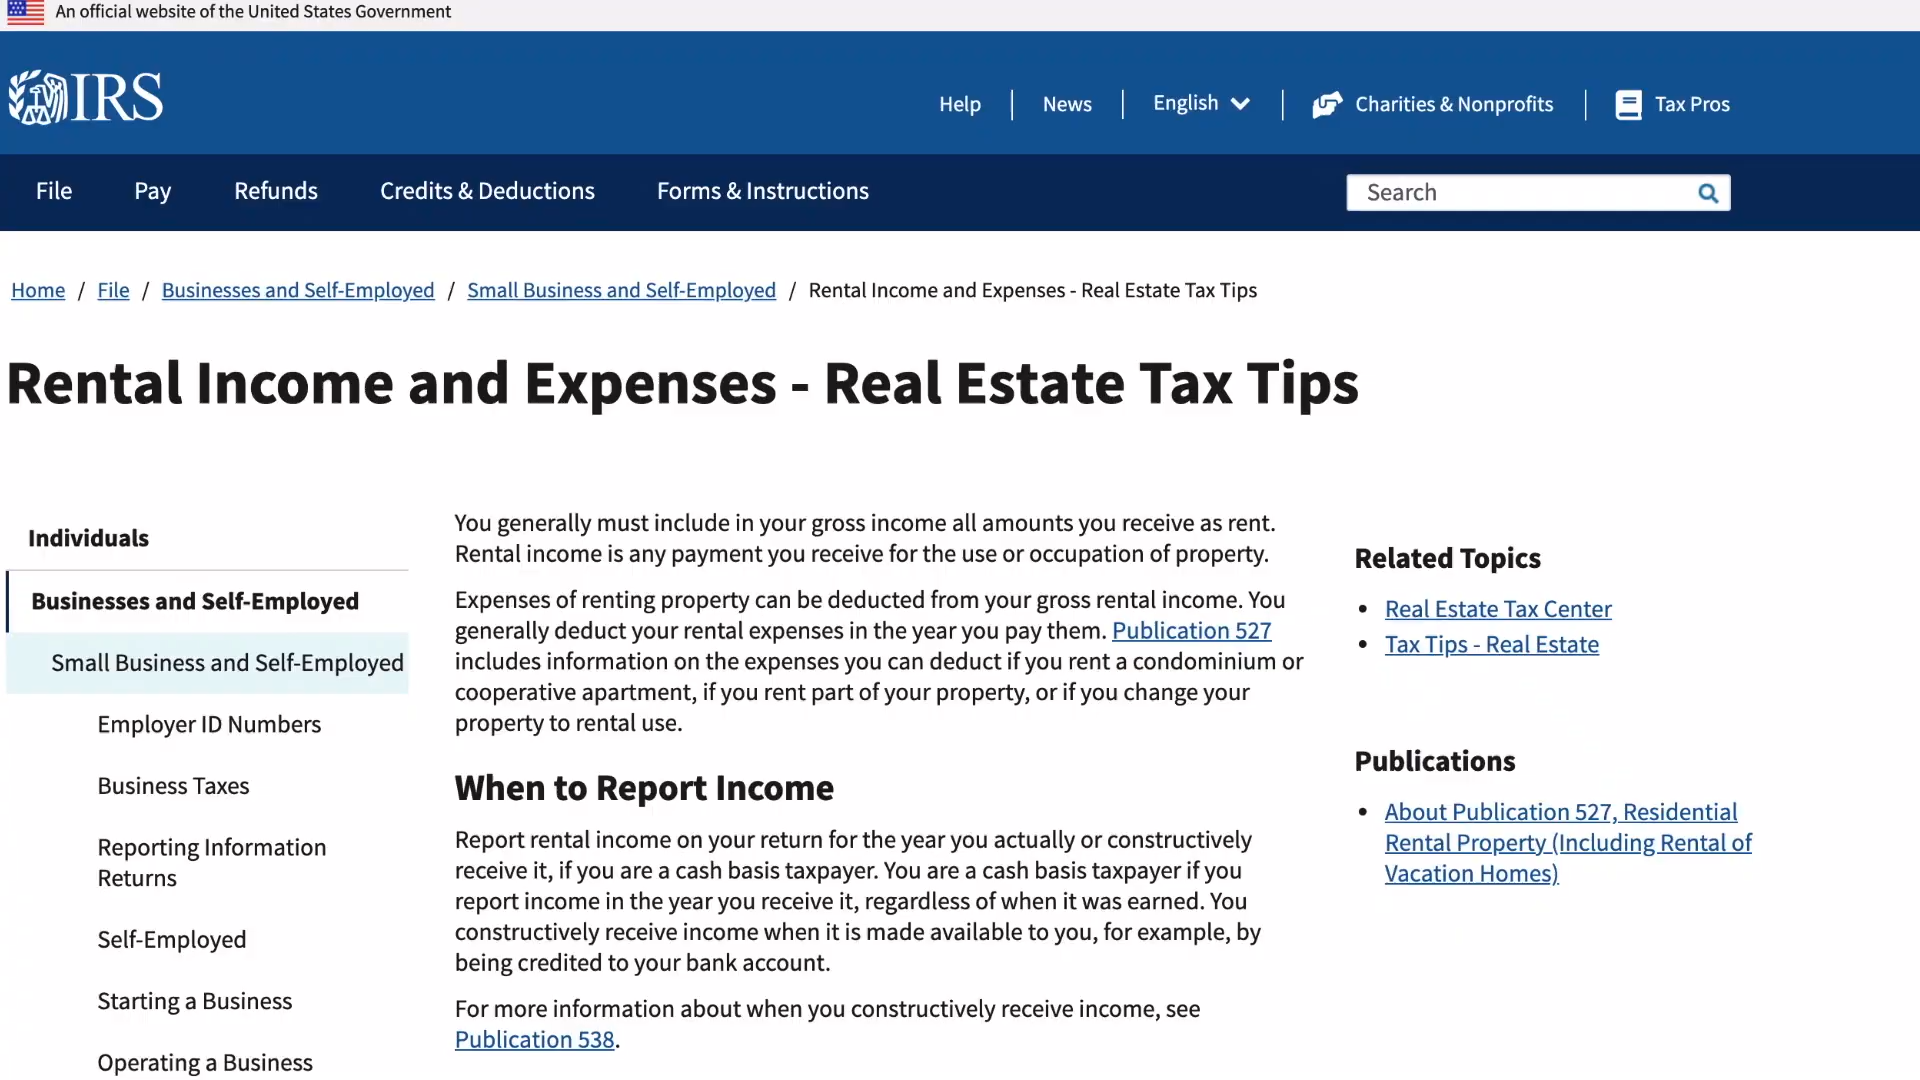 An official website of the United States Government
IRS
Help
News
English
Charities & Nonprofits
Tax Pros
File
Pay
Refunds
Credits & Deductions
Forms & Instructions
Search
Home / File / Businesses and Self-Employed / Small Business and Self-Employed / Rental Income and Expenses - Real Estate Tax Tips
Rental Income and Expenses - Real Estate Tax Tips
Individuals
Businesses and Self-Employed
Small Business and Self-Employed
Employer ID Numbers
Business Taxes
Reporting Information
Returns
Self-Employed
Starting a Business
Operating a Business
You generally must include in your gross income all amounts you receive as rent.
Rental income is any payment you receive for the use or occupation of property.
Expenses of renting property can be deducted from your gross rental income. You
generally deduct your rental expenses in the year you pay them. Publication 527
includes information on the expenses you can deduct if you rent a condominium or
cooperative apartment, if you rent part of your property, or if you change your
property to rental use.
When to Report Income
Report rental income on your return for the year you actually or constructively
receive it, if you are a cash basis taxpayer. You are a cash basis taxpayer if you
report income in the year you receive it, regardless of when it was earned. You
constructively receive income when it is made available to you, for example, by
being credited to your bank account.
For more information about when you constructively receive income, see
Publication 538.
Related Topics
• Real Estate Tax Center
• Tax Tips - Real Estate
Publications
• About Publication 527, Residential
Rental Property (Including Rental of
Vacation Homes)